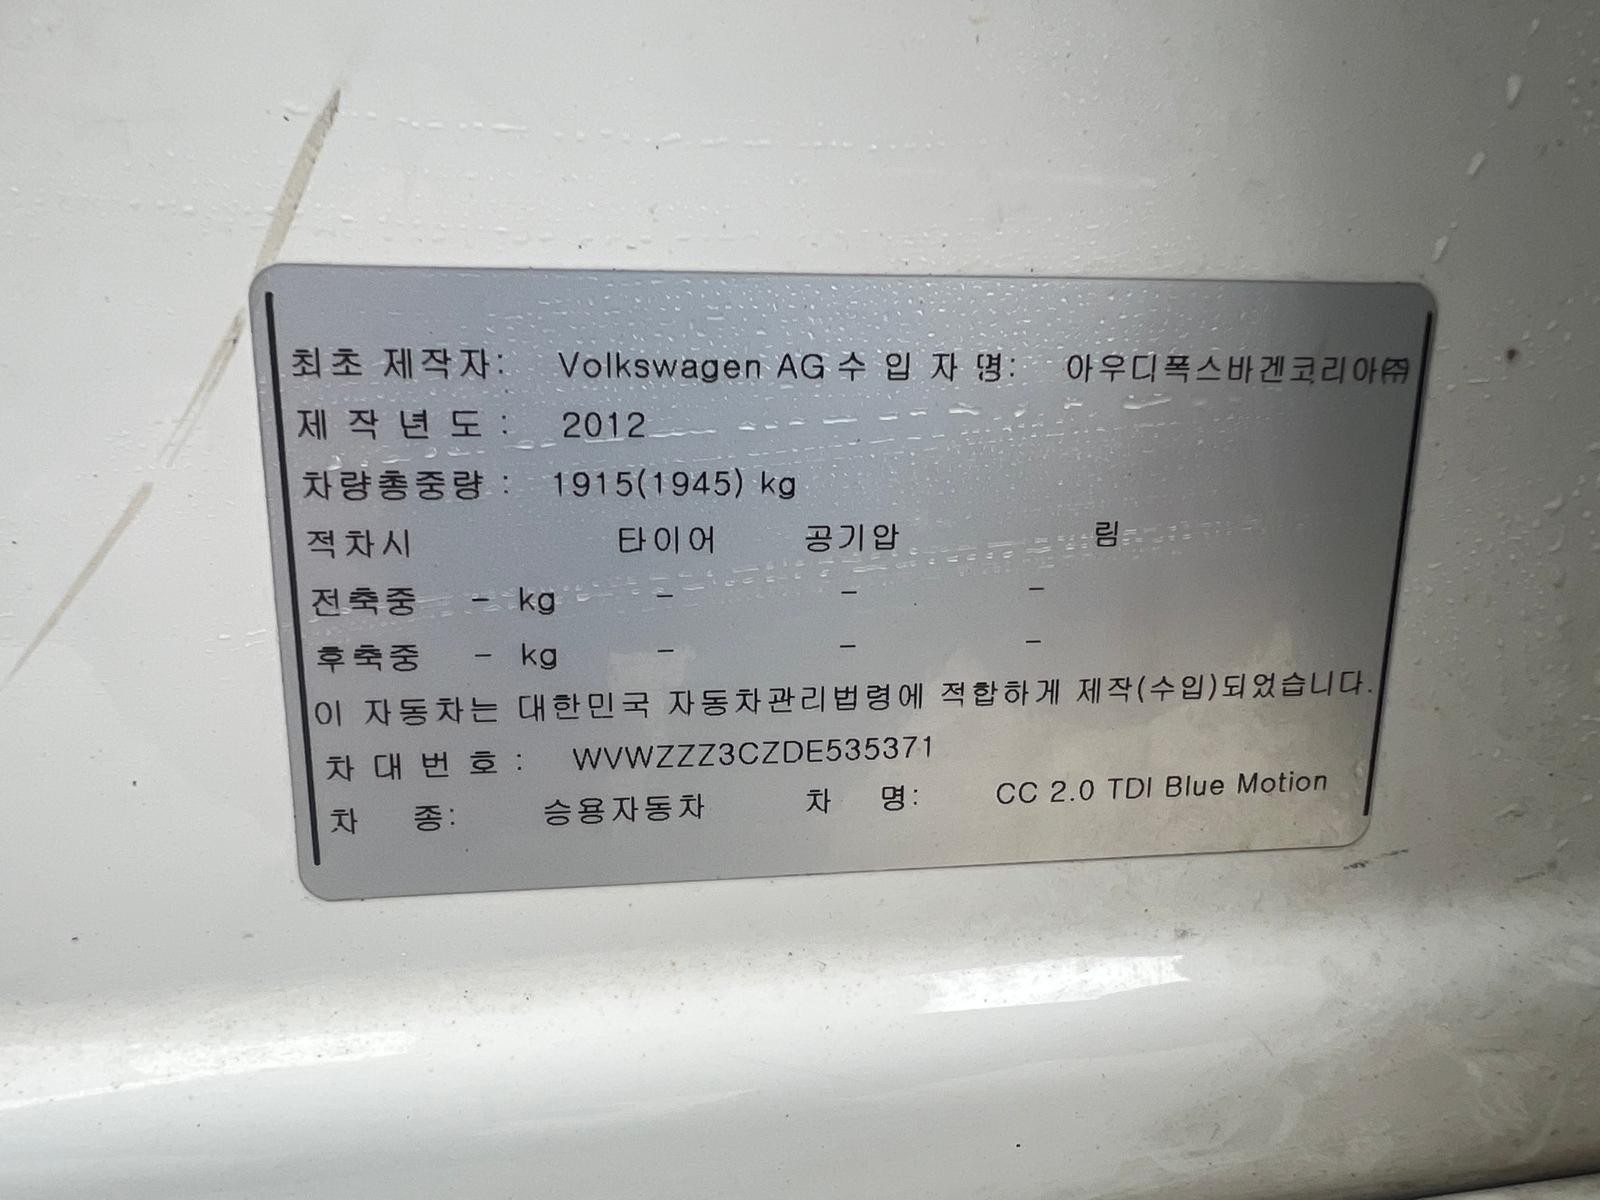 최초 제작자: Volkswagen AG 수 입 자 명: 아우디폭스바겐코리아㈜
제 작 년 도 : 2012
차량총중량 : 1915(1945) kg
적차시 타이어 공기압 림
전축중 - kg - - -
후축중 - kg - - -
이 자동차는 대한민국 자동차관리법령에 적합하게 제작(수입)되었습니다.
차 대 번 호 : WVWZZZ3CZDE535371
차 종: 승용자동차 차 명: CC 2.0 TDI Blue Motion